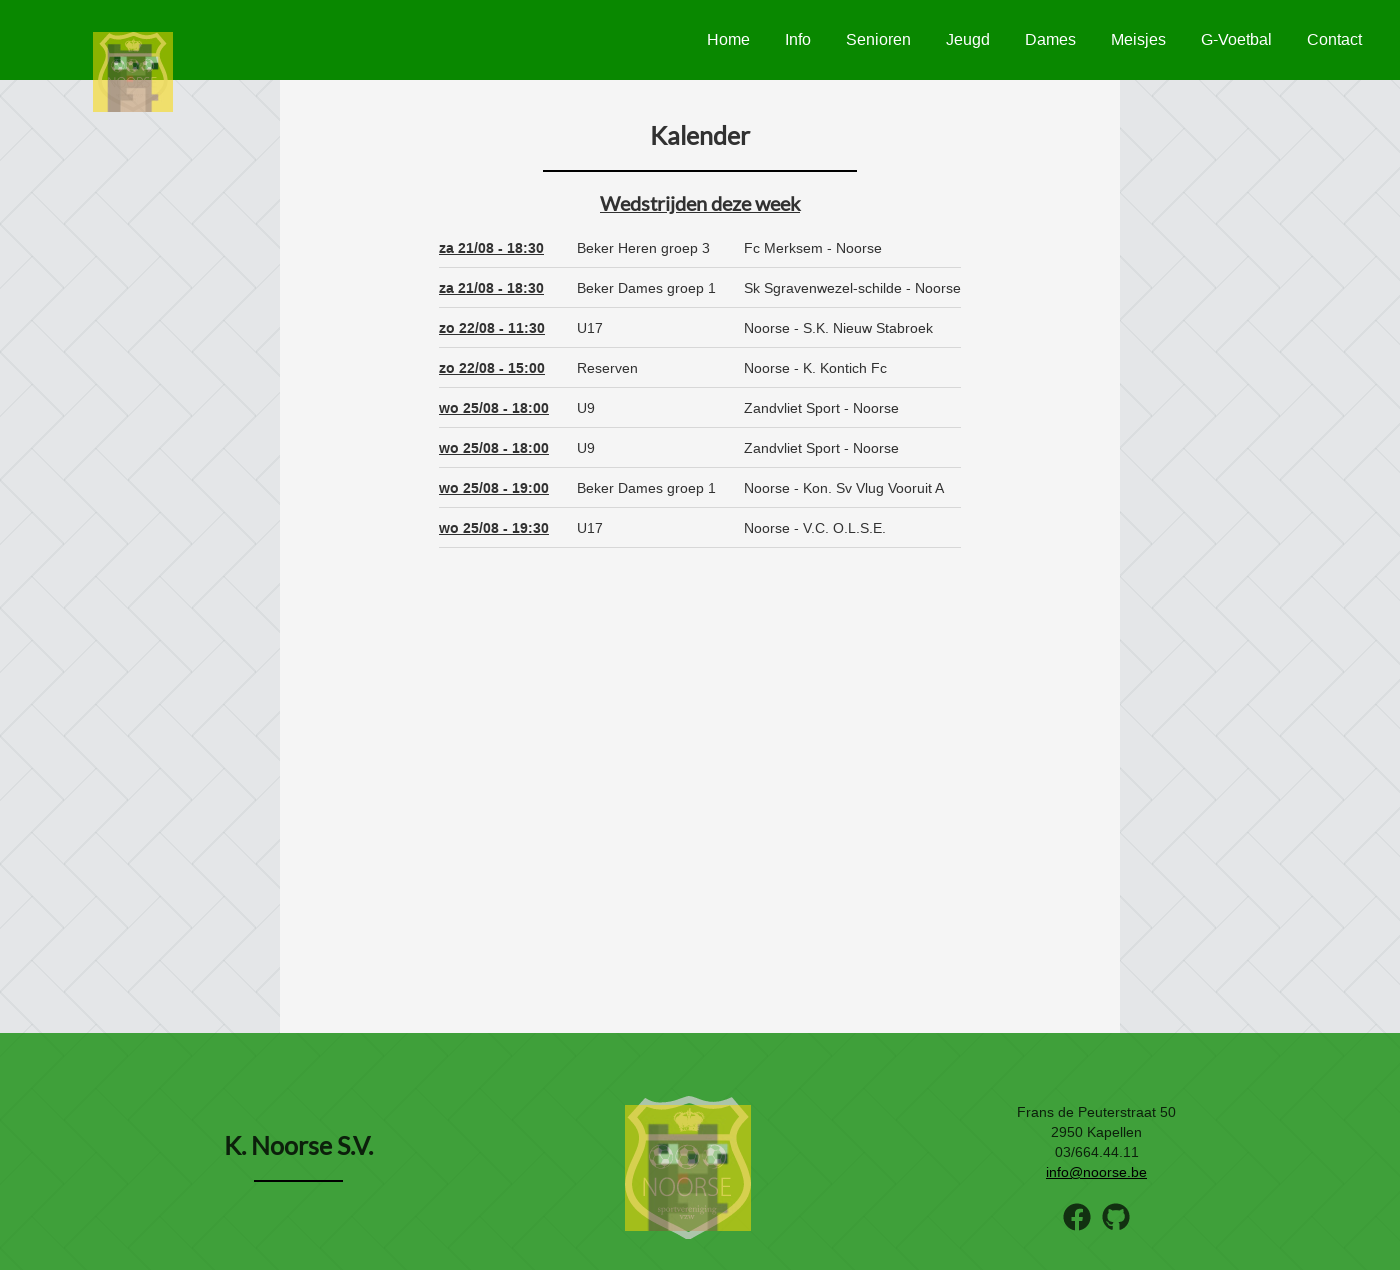 Home Info Senioren Jeugd Dames Meisjes G-Voetbal Contact
Kalender
Wedstrijden deze week
za 21/08 - 18:30 Beker Heren groep 3 Fc Merksem - Noorse
za 21/08 - 18:30 Beker Dames groep 1 Sk Sgravenwezel-schilde - Noorse
zo 22/08 - 11:30 U17 Noorse - S.K. Nieuw Stabroek
zo 22/08 - 15:00 Reserven Noorse - K. Kontich Fc
wo 25/08 - 18:00 U9 Zandvliet Sport - Noorse
wo 25/08 - 18:00 U9 Zandvliet Sport - Noorse
wo 25/08 - 19:00 Beker Dames groep 1 Noorse - Kon. Sv Vlug Vooruit A
wo 25/08 - 19:30 U17 Noorse - V.C. O.L.S.E.
K. Noorse S.V.
NOORSE
sportvereniging
Frans de Peuterstraat 50
2950 Kapellen
03/664.44.11
info@noorse.be